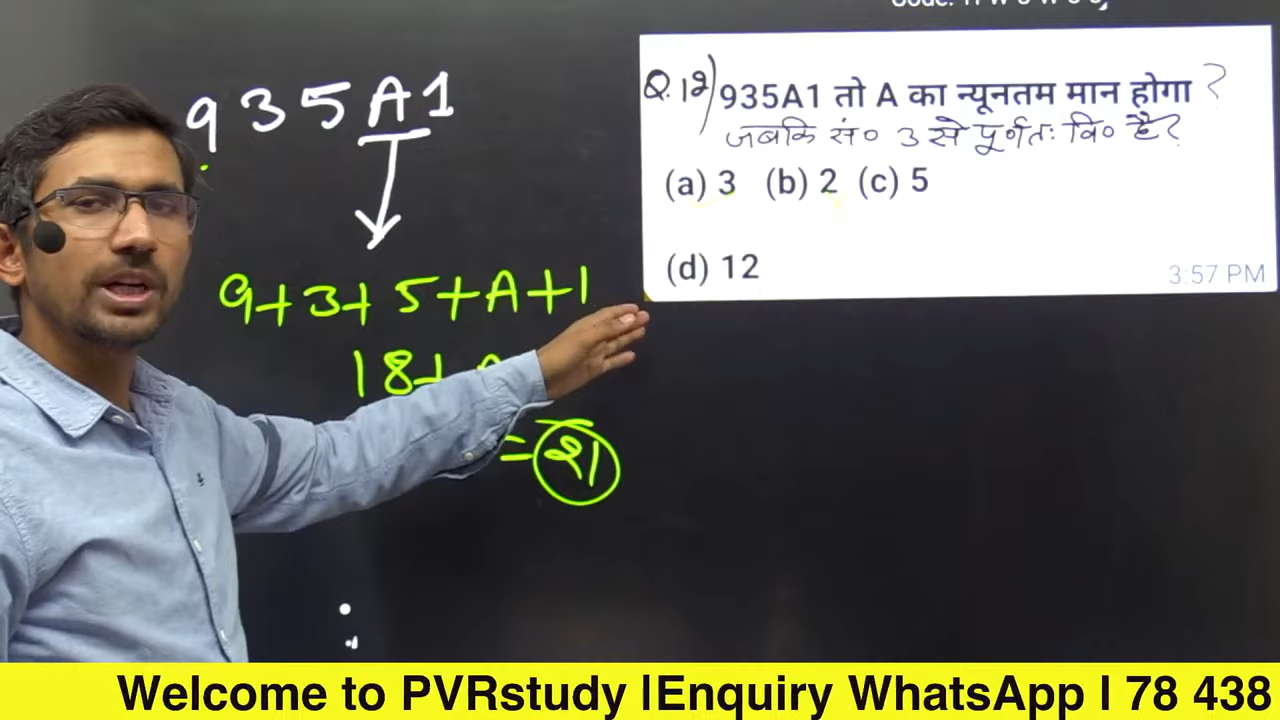 935A1
9+3+5+A+1
18+
= २1
Q.12) 935A1 तो A का न्यूनतम मान होगा ?
जबकि सं० 3 से पूर्णतः वि० है?
(a) 3 (b) 2 (c) 5
(d) 12
3:57 PM
Welcome to PVRstudy |Enquiry WhatsApp | 78 438